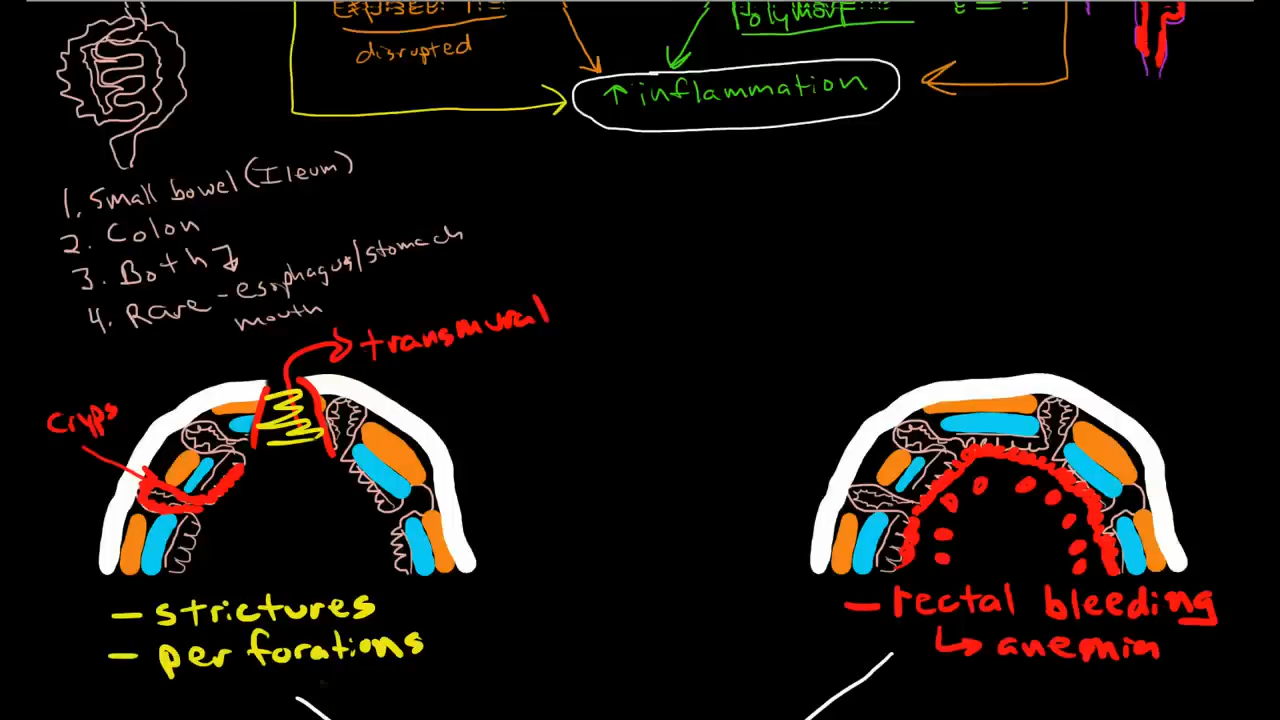 disrupted
Polymorp
↑ inflammation
1. Small bowel (Ileum)
2. Colon
3. Both
4. Rare - esophagus/stomach
mouth
transmural
Cryps
- strictures
- perforations
- rectal bleeding
↳ anemia